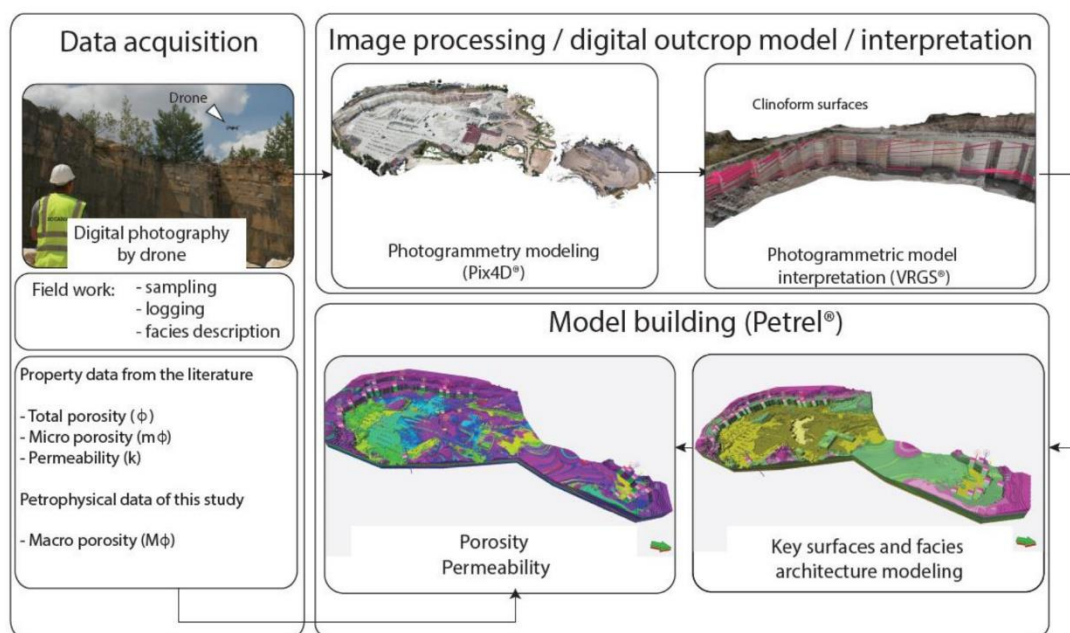 Data acquisition
Drone
Digital photography
by drone
Field work:
- sampling
- logging
- facies description
Property data from the literature
- Total porosity (ϕ)
- Micro porosity (mϕ)
- Permeability (k)
Petrophysical data of this study
- Macro porosity (Mϕ)
Image processing / digital outcrop model / interpretation
Photogrammetry modeling
(Pix4D®)
Clinoform surfaces
Photogrammetric model
interpretation (VRGS®)
Model building (Petrel®)
Porosity
Permeability
Key surfaces and facies
architecture modeling